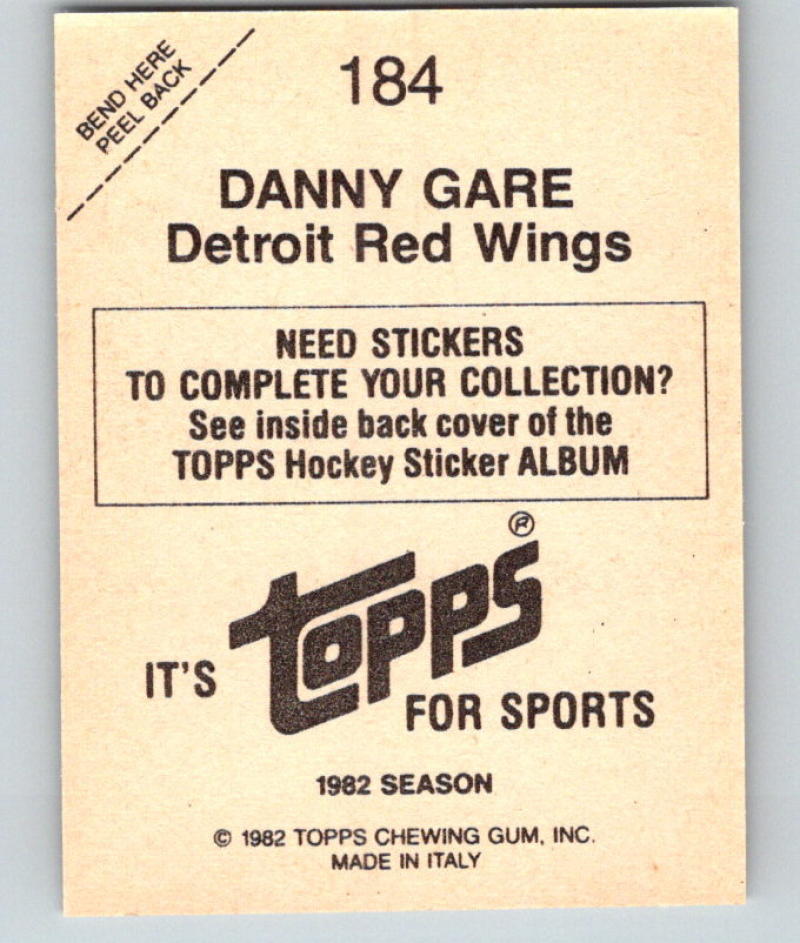 BEND HERE
PEEL BACK
184
DANNY GARE
Detroit Red Wings
NEED STICKERS
TO COMPLETE YOUR COLLECTION?
See inside back cover of the
TOPPS Hockey Sticker ALBUM
IT'S topps®
FOR SPORTS
1982 SEASON
© 1982 TOPPS CHEWING GUM, INC.
MADE IN ITALY